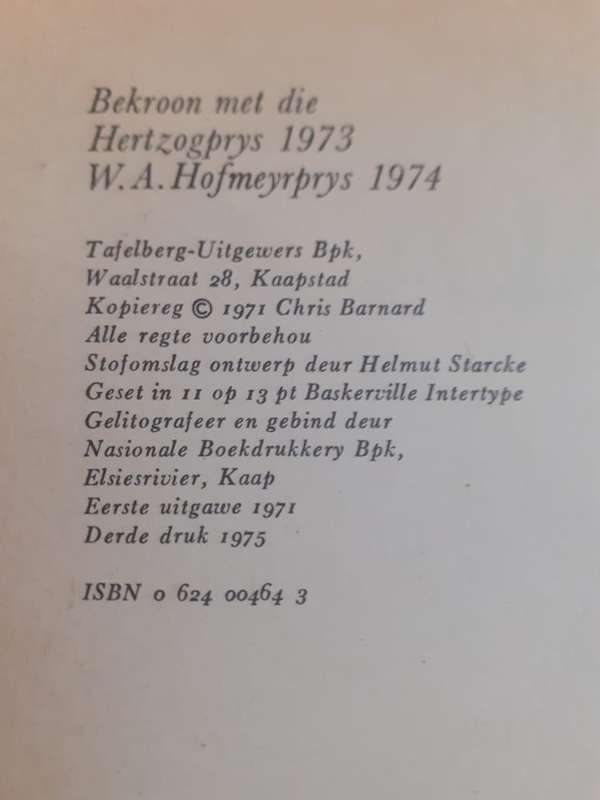 Bekroon met die
Hertzogprys 1973
W.A. Hofmeyrprys 1974
Tafelberg-Uitgewers Bpk,
Waalstraat 28, Kaapstad
Kopiereg © 1971 Chris Barnard
Alle regte voorbehou
Stofomslag ontwerp deur Helmut Starcke
Geset in 11 op 13 pt Baskerville Intertype
Gelitografeer en gebind deur
Nasionale Boekdrukkery Bpk,
Elsiesrivier, Kaap
Eerste uitgawe 1971
Derde druk 1975
ISBN 0 624 00464 3